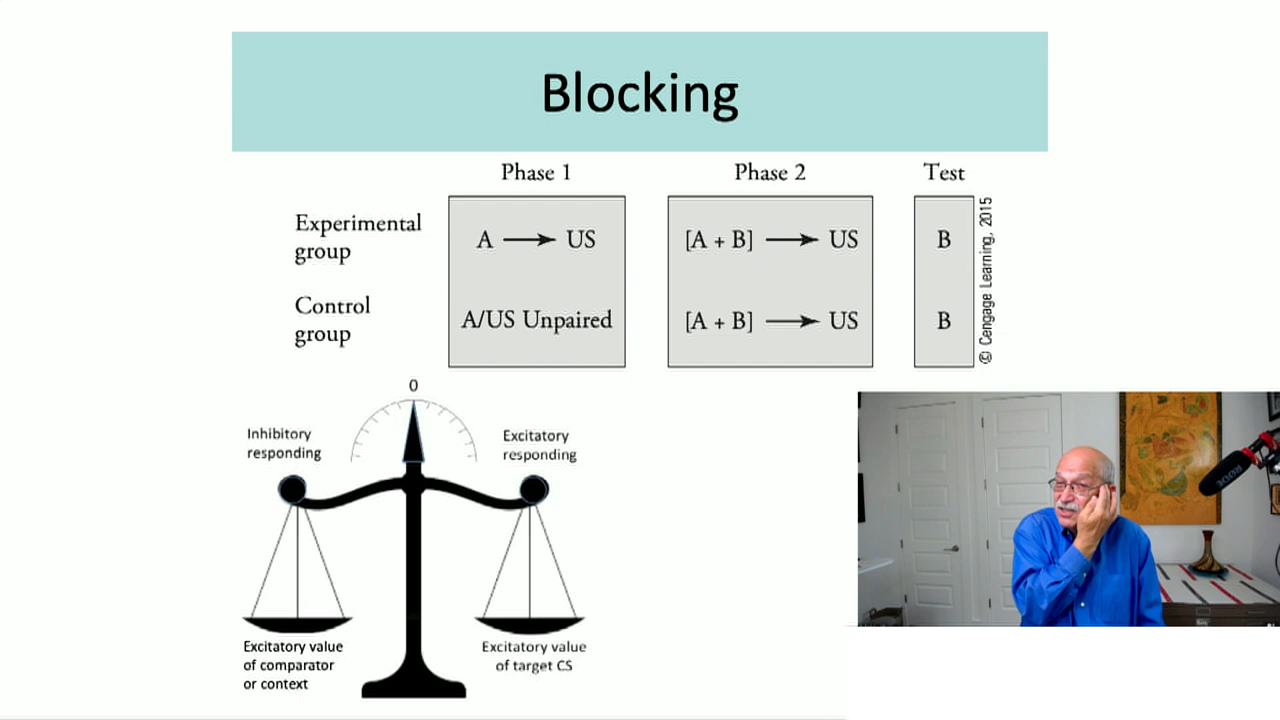 Blocking
Phase 1
Phase 2
Test
Experimental
group
A → US
[A + B] → US
B
Control
group
A/US Unpaired
[A + B] → US
B
© Cengage Learning, 2015
0
Inhibitory
responding
Excitatory
responding
Excitatory value
of comparator
or context
Excitatory value
of target CS
RODE